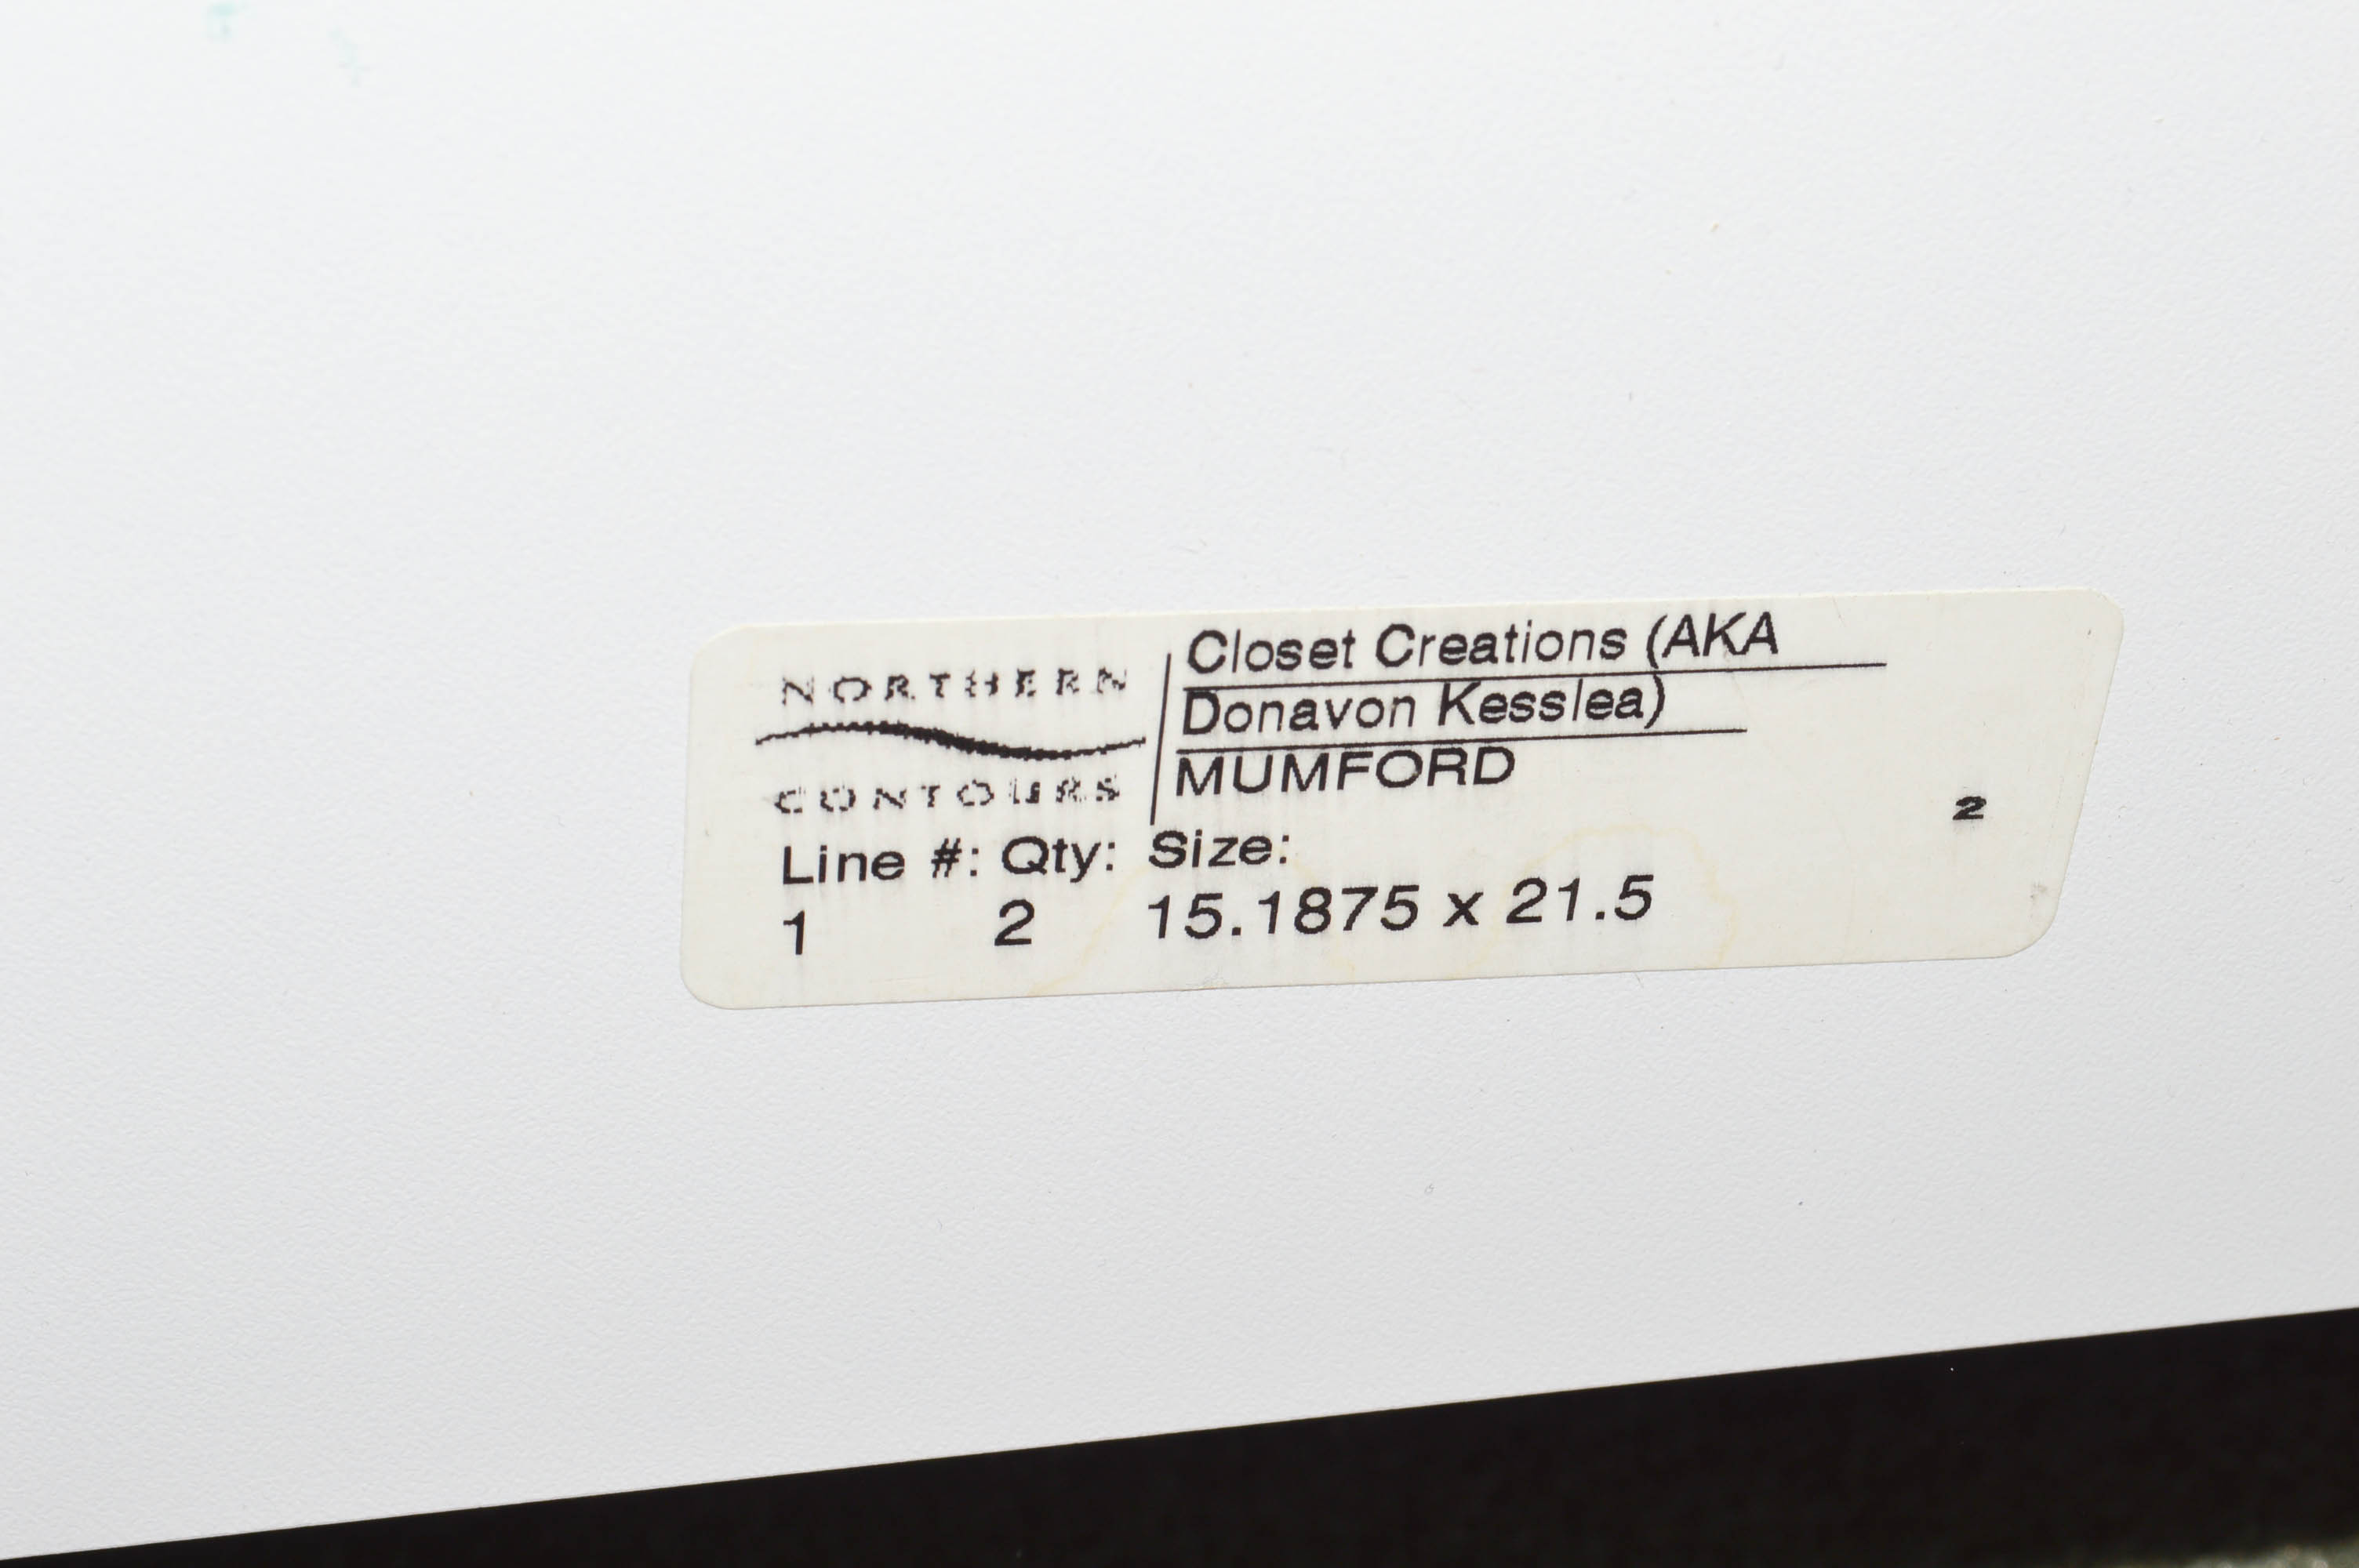 NORTHERN
CONTOURS
Closet Creations (AKA
Donavon Kesslea)
MUMFORD
2
Line #: Qty: Size:
1 2 15.1875 x 21.5